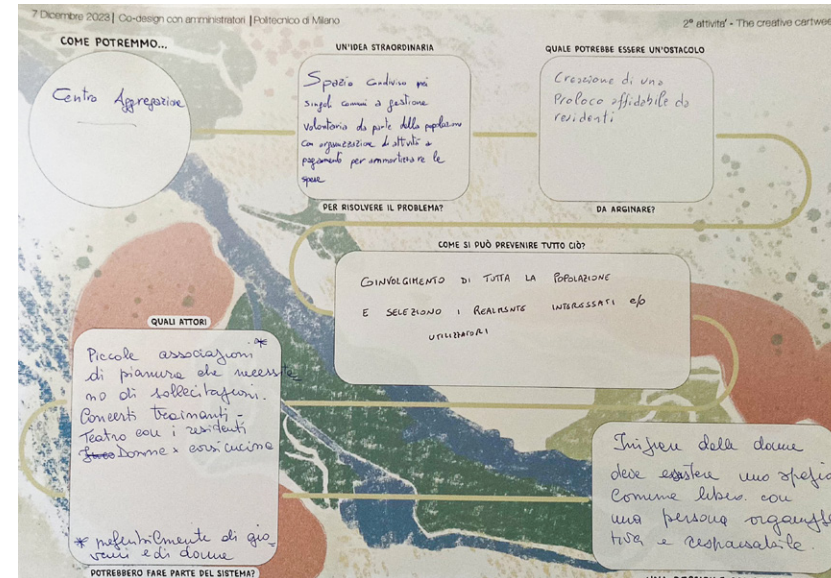 7 Dicembre 2023 | Co-design con amministratori | Politecnico di Milano
2° attivita' - The creative cartwee
COME POTREMMO...
Centro Aggregazione
UN'IDEA STRAORDINARIA
Spazio condiviso nei
singoli comuni a gestione
volontaria da parte della popolazione
con organizzazione di attività a
pagamento per ammortizzare le
spese
PER RISOLVERE IL PROBLEMA?
QUALE POTREBBE ESSERE UN'OSTACOLO
Creazione di una
Proloco affidabile da
residenti
DA ARGINARE?
COME SI PUÒ PREVENIRE TUTTO CIÒ?
COINVOLGIMENTO DI TUTTA LA POPOLAZIONE
E SELEZIONO I REALMENTE INTERESSATI e/o
UTILIZZATORI
QUALI ATTORI
Piccole associazioni *
di pianura che necessita
no di sollecitazioni.
Concerti trainanti -
Teatro con i residenti
Donne > corsi cucina
* preferibilmente di gio
vani e di donne
POTREBBERO FARE PARTE DEL SISTEMA?
delle donne
deve esistere uno spazio
comune libero con
una persona organizza
tiva e responsabile.